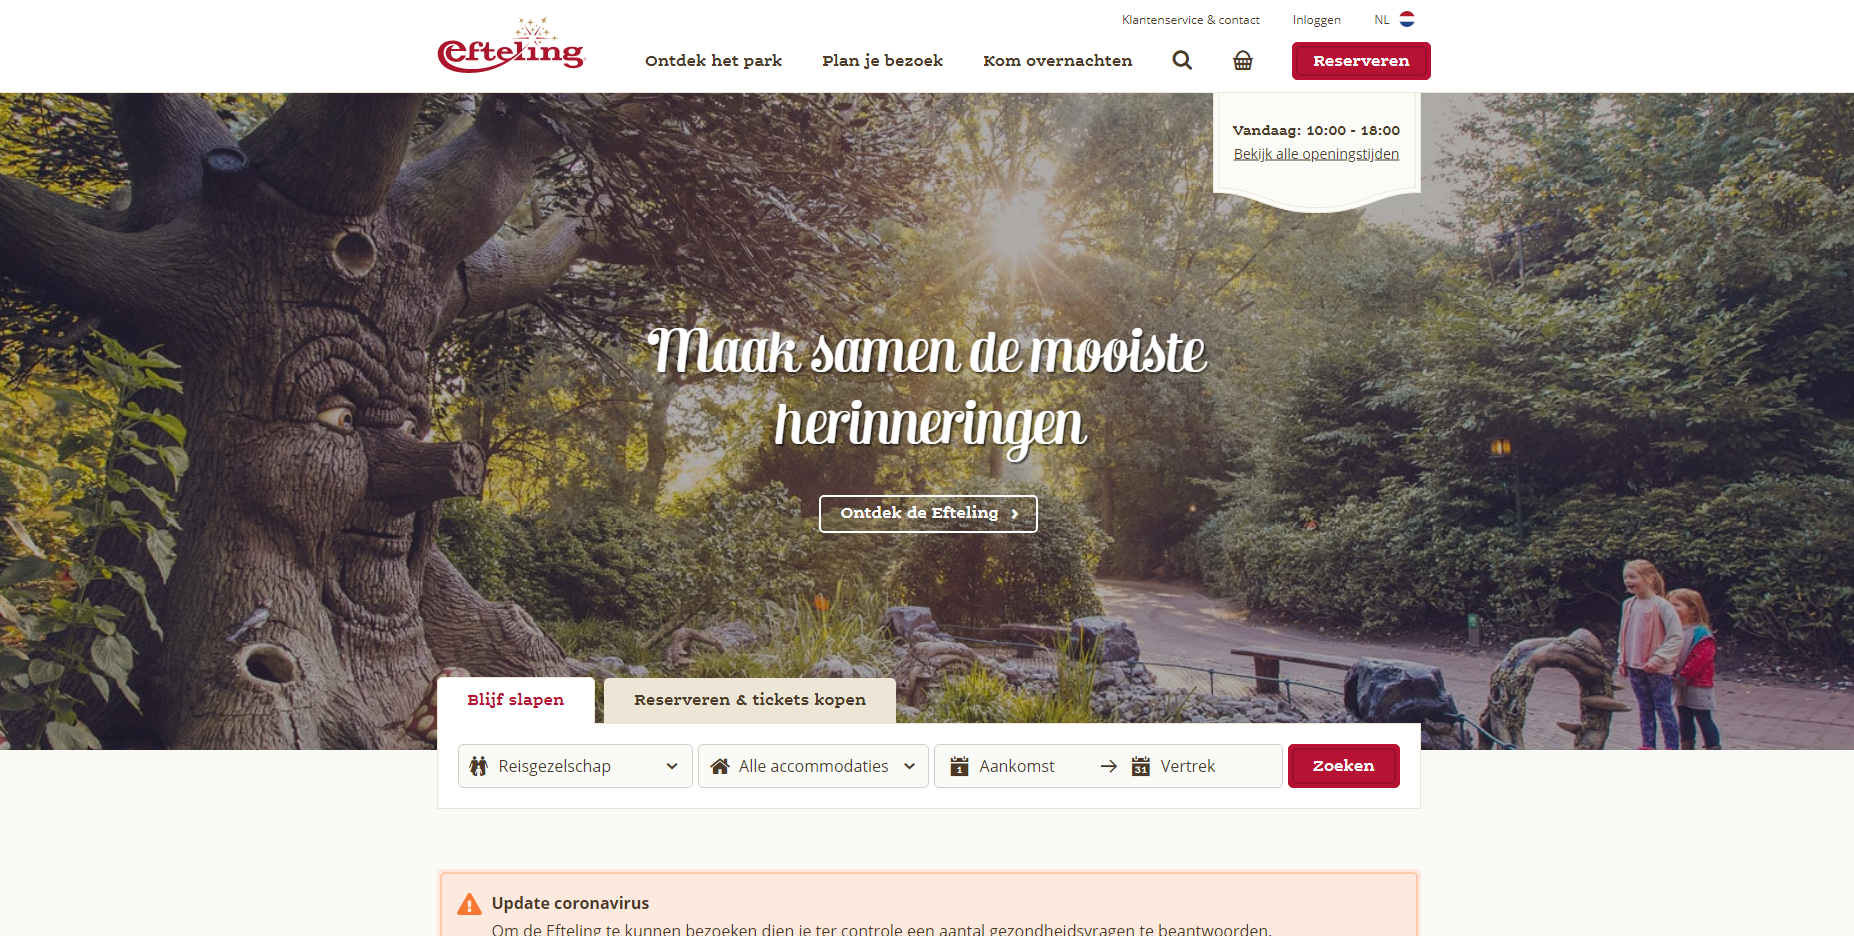 Klantenservice & contact
Inloggen
NL
efteling
Ontdek het park
Plan je bezoek
Kom overnachten
Reserveren
Vandaag: 10:00 - 18:00
Bekijk alle openingstijden
Maak samen de mooiste
herinneringen
Ontdek de Efteling
Blijf slapen
Reserveren & tickets kopen
Reisgezelschap
Alle accommodaties
1
Aankomst
31
Vertrek
Zoeken
Update coronavirus
Om de Efteling te kunnen bezoeken dien je ter controle een aantal gezondheidsvragen te beantwoorden.